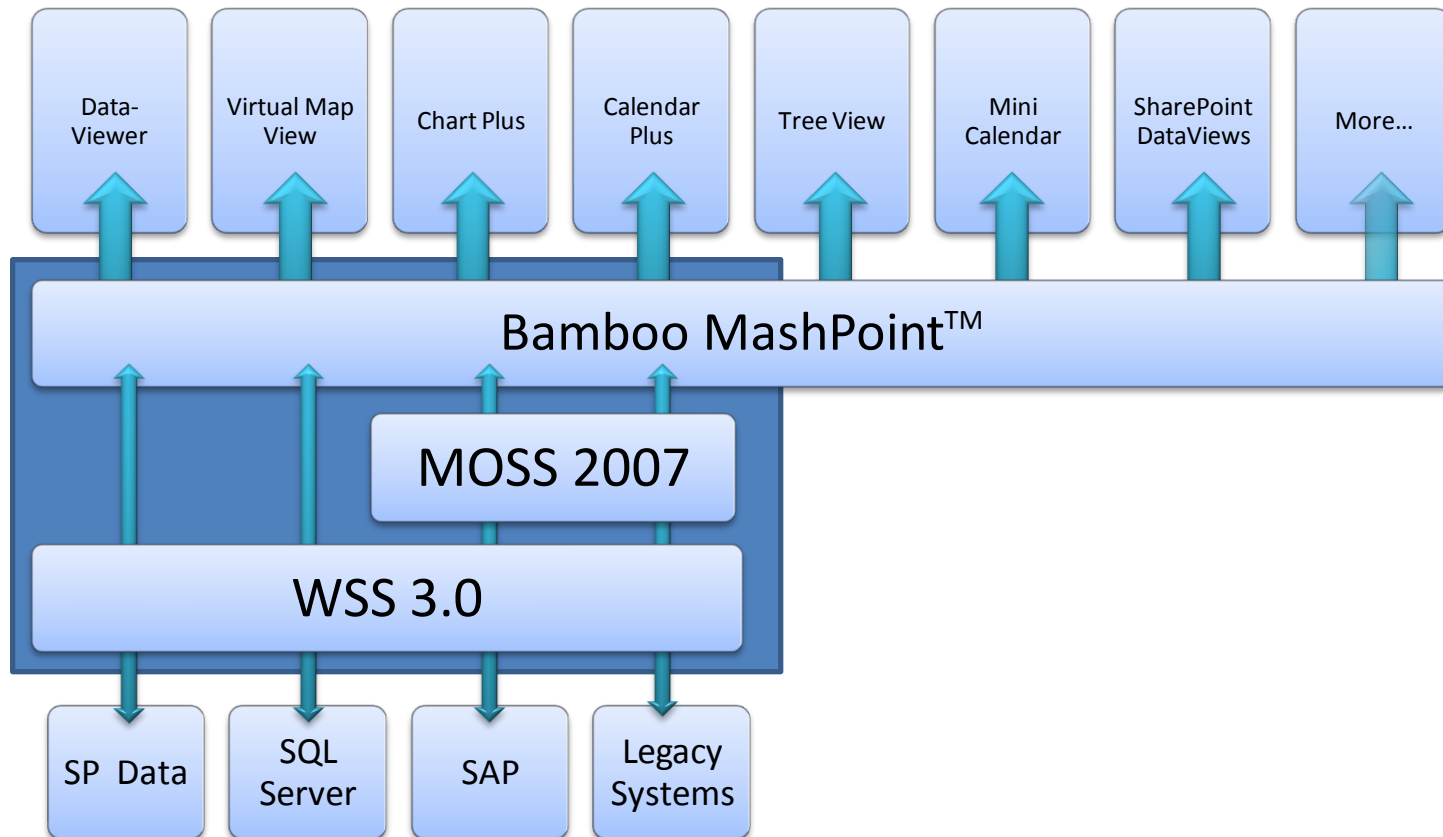 Data-
Viewer
Virtual Map
View
Chart Plus
Calendar
Plus
Tree View
Mini
Calendar
SharePoint
DataViews
More…
Bamboo MashPoint™
MOSS 2007
WSS 3.0
SP Data
SQL
Server
SAP
Legacy
Systems